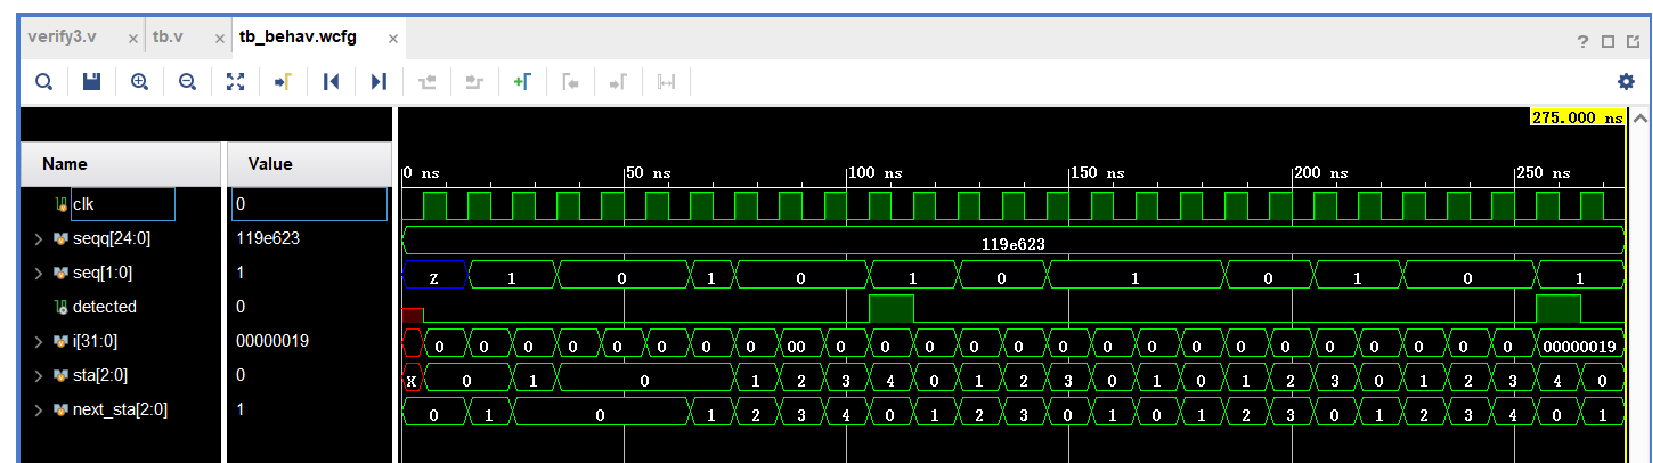 verify3.v × tb.v × tb_behav.wcfg ×
275.000 ns
Name Value
0 ns 50 ns 100 ns 150 ns 200 ns 250 ns
clk 0
seqq[24:0] 119e623 119e623
seq[1:0] 1 Z 1 0 1 0 1 0 1 0 1 0 1
detected 0
i[31:0] 00000019 0 0 0 0 0 0 0 0 00 0 0 0 0 0 0 0 0 0 0 0 0 0 0 0 0 00000019
sta[2:0] 0 X 0 1 0 1 2 3 4 0 1 2 3 0 1 0 1 2 3 0 1 2 3 4 0
next_sta[2:0] 1 0 1 0 1 2 3 4 0 1 2 3 0 1 0 1 2 3 0 1 2 3 4 0 1